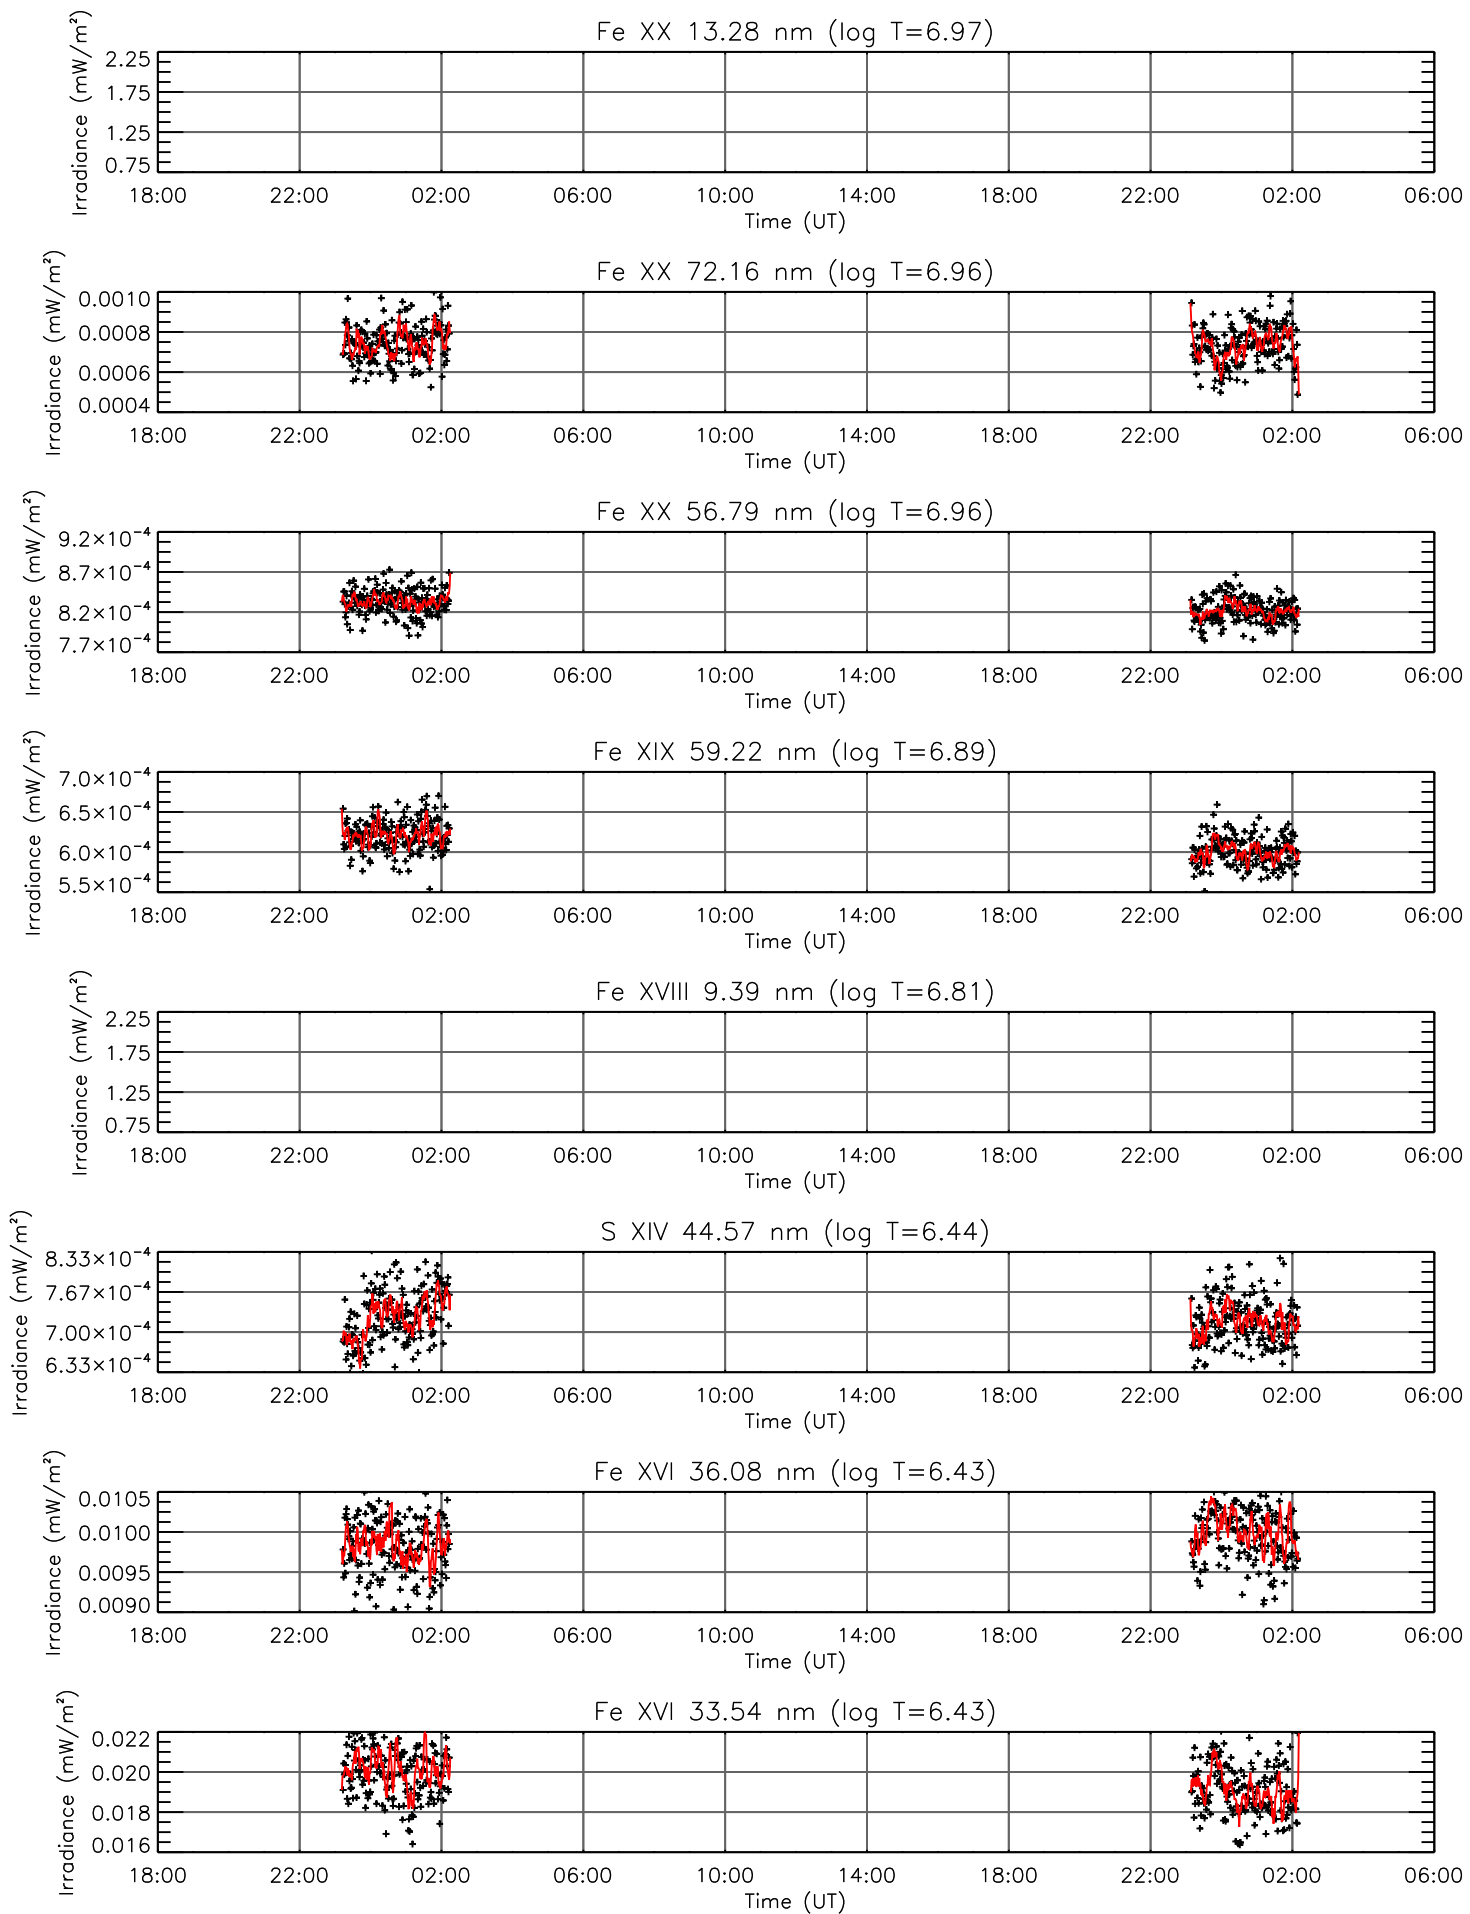 Fe XX 13.28 nm (log T=6.97)
Irradiance (mW/m²)
2.25
1.75
1.25
0.75
18:00 22:00 02:00 06:00 10:00 14:00 18:00 22:00 02:00 06:00
Time (UT)
Fe XX 72.16 nm (log T=6.96)
Irradiance (mW/m²)
0.0010
0.0008
0.0006
0.0004
18:00 22:00 02:00 06:00 10:00 14:00 18:00 22:00 02:00 06:00
Time (UT)
Fe XX 56.79 nm (log T=6.96)
Irradiance (mW/m²)
9.2×10⁻⁴
8.7×10⁻⁴
8.2×10⁻⁴
7.7×10⁻⁴
18:00 22:00 02:00 06:00 10:00 14:00 18:00 22:00 02:00 06:00
Time (UT)
Fe XIX 59.22 nm (log T=6.89)
Irradiance (mW/m²)
7.0×10⁻⁴
6.5×10⁻⁴
6.0×10⁻⁴
5.5×10⁻⁴
18:00 22:00 02:00 06:00 10:00 14:00 18:00 22:00 02:00 06:00
Time (UT)
Fe XVIII 9.39 nm (log T=6.81)
Irradiance (mW/m²)
2.25
1.75
1.25
0.75
18:00 22:00 02:00 06:00 10:00 14:00 18:00 22:00 02:00 06:00
Time (UT)
S XIV 44.57 nm (log T=6.44)
Irradiance (mW/m²)
8.33×10⁻⁴
7.67×10⁻⁴
7.00×10⁻⁴
6.33×10⁻⁴
18:00 22:00 02:00 06:00 10:00 14:00 18:00 22:00 02:00 06:00
Time (UT)
Fe XVI 36.08 nm (log T=6.43)
Irradiance (mW/m²)
0.0105
0.0100
0.0095
0.0090
18:00 22:00 02:00 06:00 10:00 14:00 18:00 22:00 02:00 06:00
Time (UT)
Fe XVI 33.54 nm (log T=6.43)
Irradiance (mW/m²)
0.022
0.020
0.018
0.016
18:00 22:00 02:00 06:00 10:00 14:00 18:00 22:00 02:00 06:00
Time (UT)